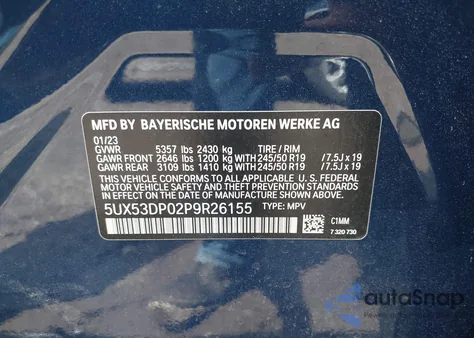 MFD BY BAYERISCHE MOTOREN WERKE AG
01/23
GVWR 5357 lbs 2430 kg TIRE / RIM
GAWR FRONT 2646 lbs 1200 kg WITH 245/50 R19 /7.5J x 19
GAWR REAR 3109 lbs 1410 kg WITH 245/50 R19 /7.5J x 19
THIS VEHICLE CONFORMS TO ALL APPLICABLE U. S. FEDERAL
MOTOR VEHICLE SAFETY STANDARDS IN EFFECT
ON THE DATE OF MANUFACTURE SHOWN ABOVE.
5UX53DP02P9R26155 TYPE: MPV
C1MM
7 320 730
autoSnap